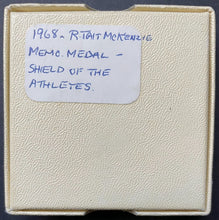 1968 - R. TAIT MCKENZIE
MEMO. MEDAL -
SHIELD OF THE
ATHLETES.